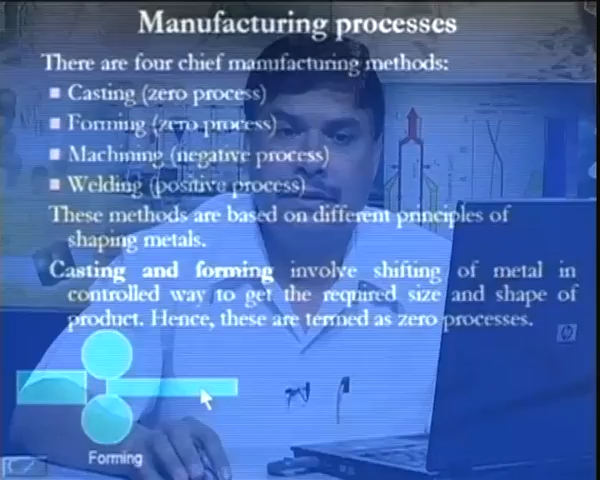 Manufacturing processes
There are four chief manufacturing methods:
Casting (zero process)
Forming (zero process)
Machining (negative process)
Welding (positive process)
These methods are based on different principles of
shaping metals.
Casting and forming involve shifting of metal in
controlled way to get the required size and shape of
product. Hence, these are termed as zero processes.
hp
Forming